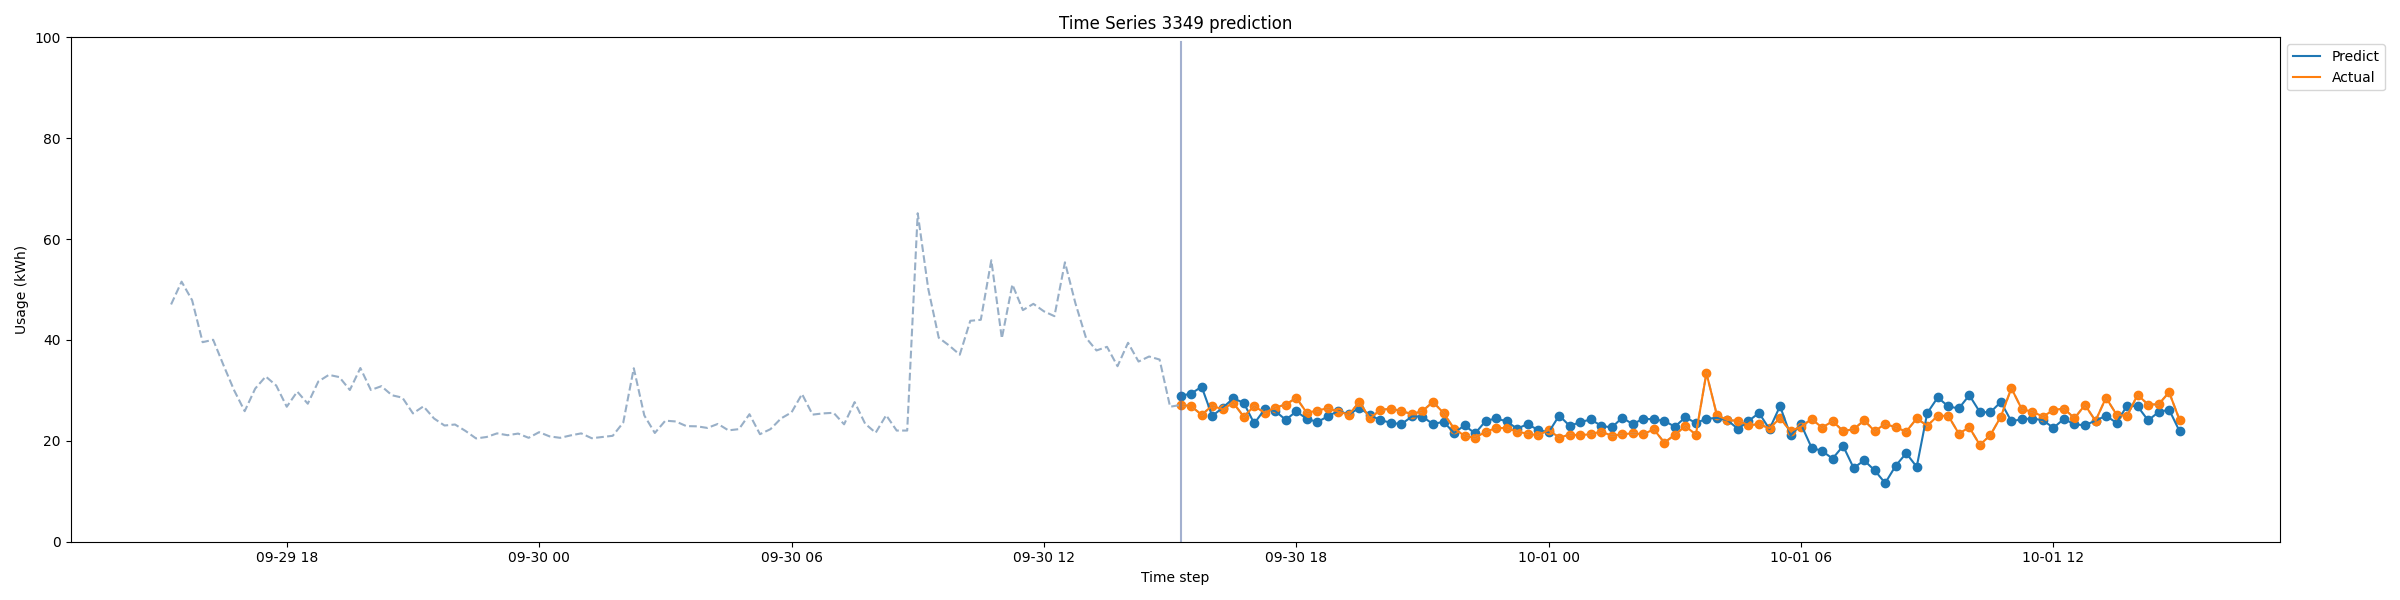 Time Series 3349 prediction
100
80
60
40
20
0
Usage (kWh)
09-29 18
09-30 00
09-30 06
09-30 12
09-30 18
10-01 00
10-01 06
10-01 12
Time step
Predict
Actual